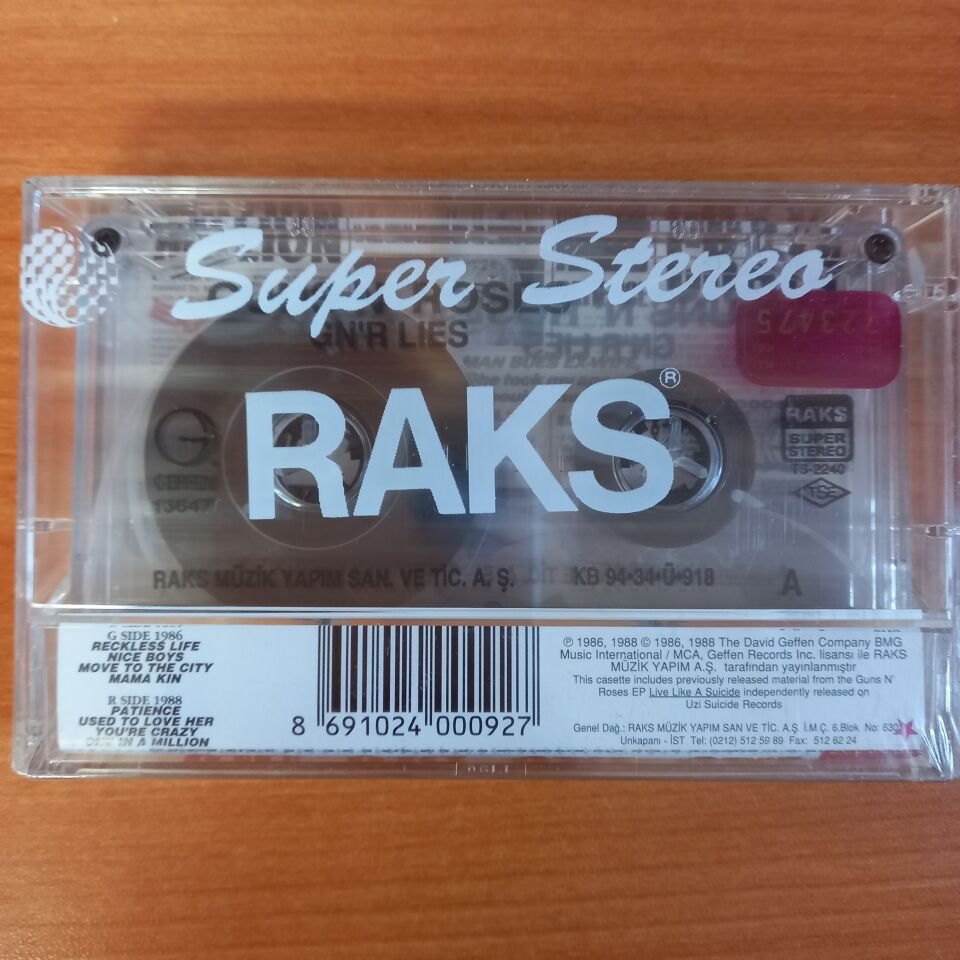 Super Stereo
GN'R LIES
223475
RAKS®
RAKS
SUPER
STEREO
TS-2240
TSE
G
GEFFEN
13647
RAKS MÜZİK YAPIM SAN. VE TİC. A. Ş.
KB 94•34•Ü•918
A
G SIDE 1986
RECKLESS LIFE
NICE BOYS
MOVE TO THE CITY
MAMA KIN
R SIDE 1988
PATIENCE
USED TO LOVE HER
YOU'RE CRAZY
ONE IN A MILLION
8 691024 000927
℗ 1986, 1988 © 1986, 1988 The David Geffen Company BMG
Music International / MCA, Geffen Records Inc. lisansı ile RAKS
MÜZİK YAPIM A.Ş. tarafından yayınlanmıştır
This casette includes previously released material from the Guns N'
Roses EP Live Like A Suicide independently released on
Uzi Suicide Records
Genel Dağ.: RAKS MÜZİK YAPIM SAN VE TİC. A.Ş İ.M Ç. 6.Blok No: 630
Unkapanı - İST. Tel: (0212) 512 59 89 Fax: 512 62 24